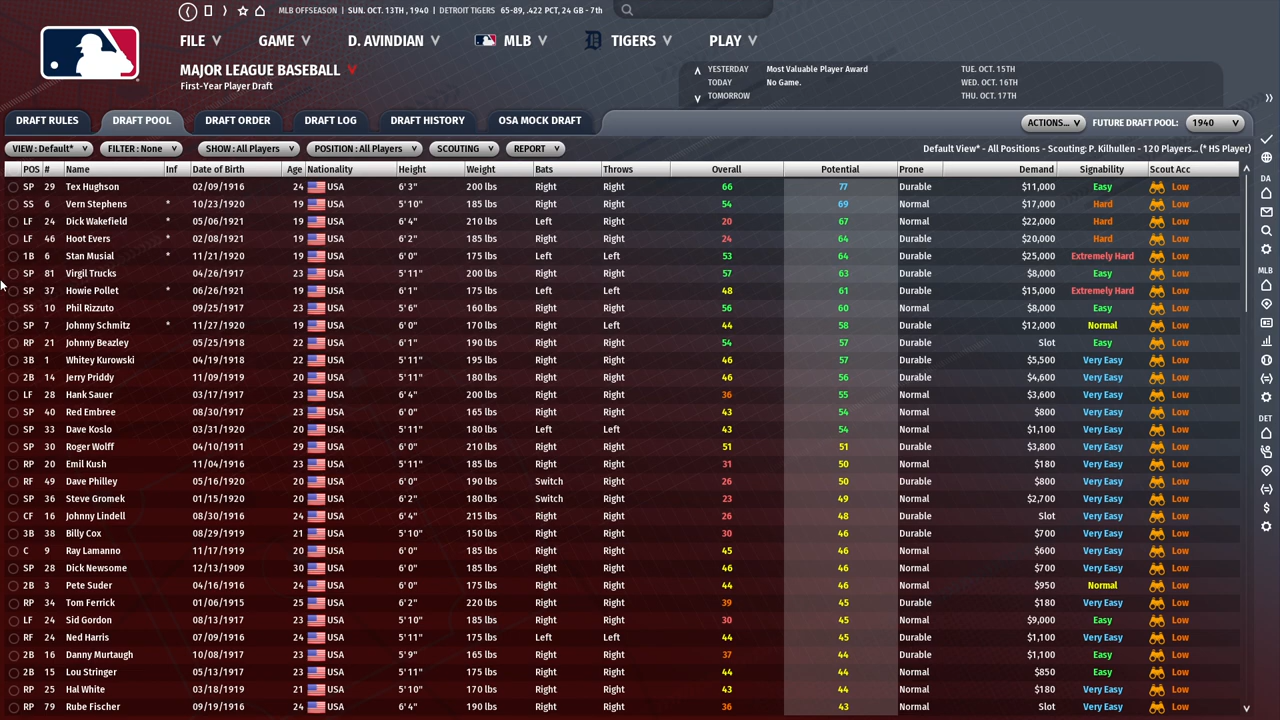 MLB OFFSEASON | SUN. OCT. 13TH , 1940 | DETROIT TIGERS 65-89, .422 PCT, 24 GB - 7th
FILE GAME D. AVINDIAN MLB TIGERS PLAY
MAJOR LEAGUE BASEBALL
First-Year Player Draft
YESTERDAY Most Valuable Player Award TUE. OCT. 15TH
TODAY No Game. WED. OCT. 16TH
TOMORROW THU. OCT. 17TH
DRAFT RULES DRAFT POOL DRAFT ORDER DRAFT LOG DRAFT HISTORY OSA MOCK DRAFT ACTIONS... FUTURE DRAFT POOL: 1940
VIEW : Default* FILTER : None SHOW : All Players POSITION : All Players SCOUTING REPORT Default View* - All Positions - Scouting: P. Kilhullen - 120 Players... (* HS Player)
POS # Name Inf Date of Birth Age Nationality Height Weight Bats Throws Overall Potential Prone Demand Signability Scout Acc
SP 29 Tex Hughson 02/09/1916 24 USA 6'3" 200 lbs Right Right 66 77 Durable $11,000 Easy Low
SS 6 Vern Stephens * 10/23/1920 19 USA 5'10" 185 lbs Right Right 54 69 Normal $17,000 Hard Low
LF 24 Dick Wakefield * 05/06/1921 19 USA 6'4" 210 lbs Left Right 20 67 Durable $22,000 Hard Low
LF 46 Hoot Evers * 02/08/1921 19 USA 6'2" 185 lbs Right Right 24 64 Durable $20,000 Hard Low
1B 6 Stan Musial * 11/21/1920 19 USA 6'0" 175 lbs Left Left 53 64 Durable $25,000 Extremely Hard Low
SP 81 Virgil Trucks 04/26/1917 23 USA 5'11" 200 lbs Right Right 57 63 Durable $8,000 Easy Low
SP 37 Howie Pollet * 06/26/1921 19 USA 6'1" 175 lbs Left Left 48 61 Durable $15,000 Extremely Hard Low
SS 10 Phil Rizzuto 09/25/1917 23 USA 5'6" 160 lbs Right Right 56 60 Normal $8,000 Easy Low
SP 7 Johnny Schmitz * 11/27/1920 19 USA 6'0" 170 lbs Right Left 44 58 Durable $12,000 Normal Low
RP 21 Johnny Beazley 05/25/1918 22 USA 6'1" 190 lbs Right Right 54 57 Durable Slot Easy Low
3B 1 Whitey Kurowski 04/19/1918 22 USA 5'11" 195 lbs Right Right 46 57 Durable $5,500 Very Easy Low
2B 14 Jerry Priddy 11/09/1919 20 USA 5'11" 180 lbs Right Right 46 56 Durable $4,600 Very Easy Low
LF 28 Hank Sauer 03/17/1917 23 USA 6'4" 200 lbs Right Right 36 55 Durable $3,600 Very Easy Low
SP 40 Red Embree 08/30/1917 23 USA 6'0" 165 lbs Right Right 43 54 Normal $800 Very Easy Low
SP 33 Dave Koslo 03/31/1920 20 USA 5'11" 180 lbs Left Left 43 54 Normal $1,100 Very Easy Low
SP 30 Roger Wolff 04/10/1911 29 USA 6'0" 210 lbs Right Right 51 51 Durable $3,800 Very Easy Low
RP 20 Emil Kush 11/04/1916 23 USA 5'11" 185 lbs Right Right 31 50 Normal $180 Very Easy Low
RF 49 Dave Philley 05/16/1920 20 USA 6'0" 190 lbs Switch Right 26 50 Durable $800 Very Easy Low
SP 36 Steve Gromek 01/15/1920 20 USA 6'2" 180 lbs Switch Right 23 49 Normal $2,700 Very Easy Low
CF 16 Johnny Lindell 08/30/1916 24 USA 6'4" 215 lbs Right Right 26 48 Durable Slot Very Easy Low
3B 38 Billy Cox 08/29/1919 21 USA 5'10" 150 lbs Right Right 30 46 Durable $700 Very Easy Low
C 9 Ray Lamanno 11/17/1919 20 USA 6'0" 185 lbs Right Right 45 46 Normal $600 Very Easy Low
SP 28 Dick Newsome 12/13/1909 30 USA 6'0" 185 lbs Right Right 46 46 Normal $700 Very Easy Low
2B 3 Pete Suder 04/16/1916 24 USA 6'0" 175 lbs Right Right 44 46 Normal $950 Normal Low
RP 34 Tom Ferrick 01/06/1915 25 USA 6'2" 220 lbs Right Right 39 45 Durable $180 Very Easy Low
LF 24 Sid Gordon 08/13/1917 23 USA 5'10" 185 lbs Right Right 30 45 Normal $9,000 Easy Low
RF 24 Ned Harris 07/09/1916 24 USA 5'11" 175 lbs Left Left 44 45 Durable $1,100 Very Easy Low
2B 16 Danny Murtaugh 10/08/1917 23 USA 5'9" 165 lbs Right Right 37 44 Durable $1,100 Easy Low
2B 15 Lou Stringer 05/13/1917 23 USA 5'11" 175 lbs Right Right 44 44 Normal $850 Easy Low
RP 25 Hal White 03/18/1919 21 USA 5'10" 170 lbs Right Right 43 44 Normal $180 Very Easy Low
RP 79 Rube Fischer 09/19/1916 24 USA 6'4" 190 lbs Right Right 36 43 Normal Slot Very Easy Low
DA
MLB
DET